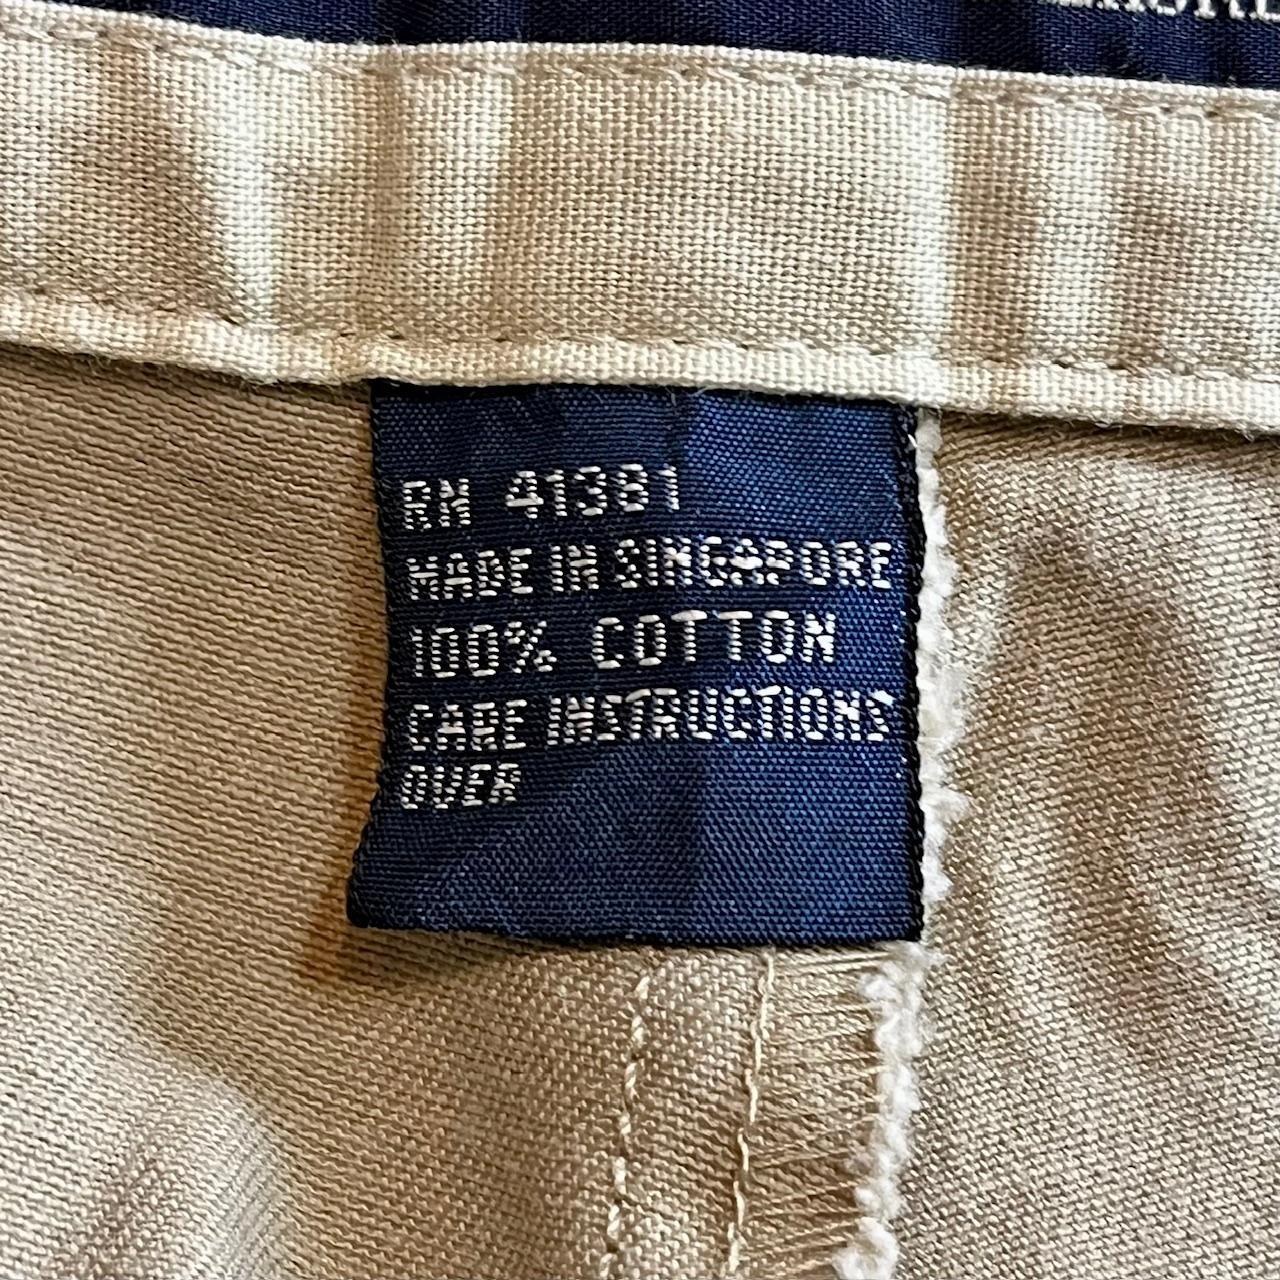 RN 41381
MADE IN SINGAPORE
100% COTTON
CARE INSTRUCTIONS
OVER